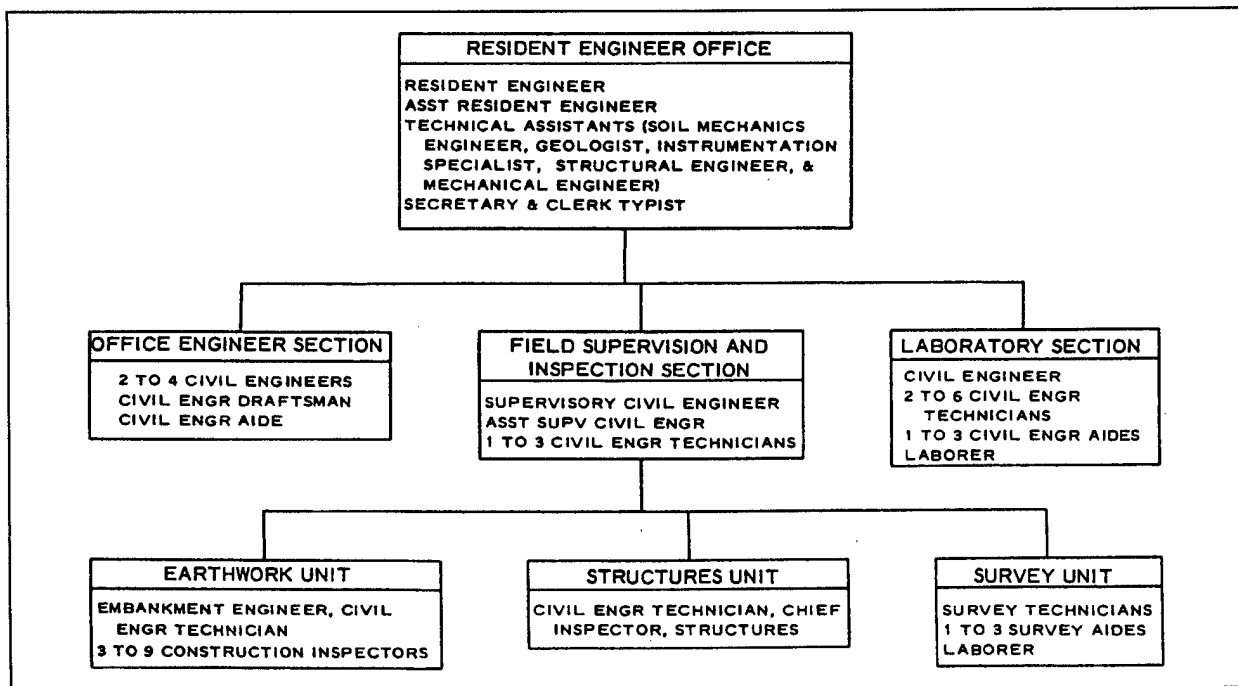 RESIDENT ENGINEER OFFICE
RESIDENT ENGINEER
ASST RESIDENT ENGINEER
TECHNICAL ASSISTANTS (SOIL MECHANICS
ENGINEER, GEOLOGIST, INSTRUMENTATION
SPECIALIST, STRUCTURAL ENGINEER, &
MECHANICAL ENGINEER)
SECRETARY & CLERK TYPIST
OFFICE ENGINEER SECTION
2 TO 4 CIVIL ENGINEERS
CIVIL ENGR DRAFTSMAN
CIVIL ENGR AIDE
FIELD SUPERVISION AND
INSPECTION SECTION
SUPERVISORY CIVIL ENGINEER
ASST SUPV CIVIL ENGR
1 TO 3 CIVIL ENGR TECHNICIANS
LABORATORY SECTION
CIVIL ENGINEER
2 TO 6 CIVIL ENGR
TECHNICIANS
1 TO 3 CIVIL ENGR AIDES
LABORER
EARTHWORK UNIT
EMBANKMENT ENGINEER, CIVIL
ENGR TECHNICIAN
3 TO 9 CONSTRUCTION INSPECTORS
STRUCTURES UNIT
CIVIL ENGR TECHNICIAN, CHIEF
INSPECTOR, STRUCTURES
SURVEY UNIT
SURVEY TECHNICIANS
1 TO 3 SURVEY AIDES
LABORER